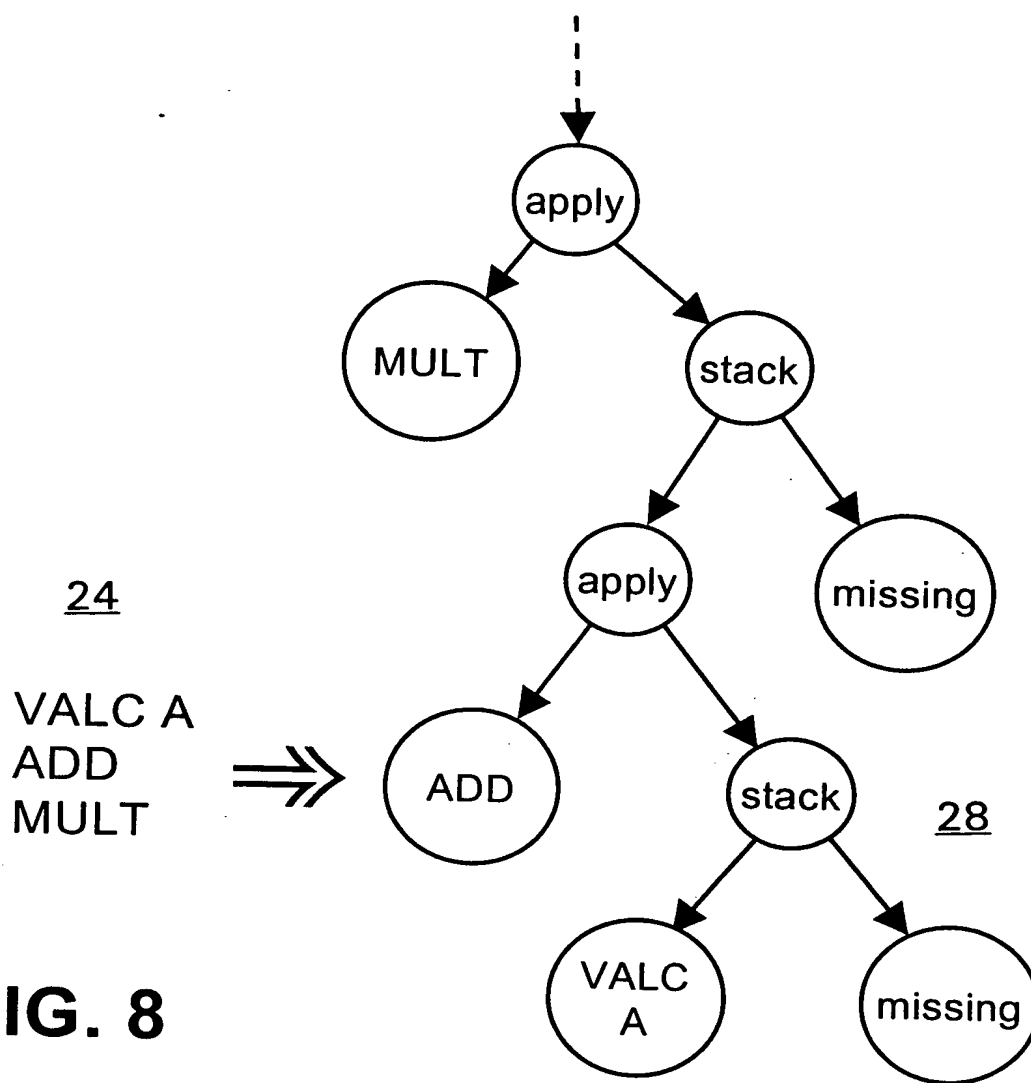 apply
MULT
stack
apply
missing
24
VALC A
ADD
MULT
ADD
stack
28
VALC
A
missing
IG. 8